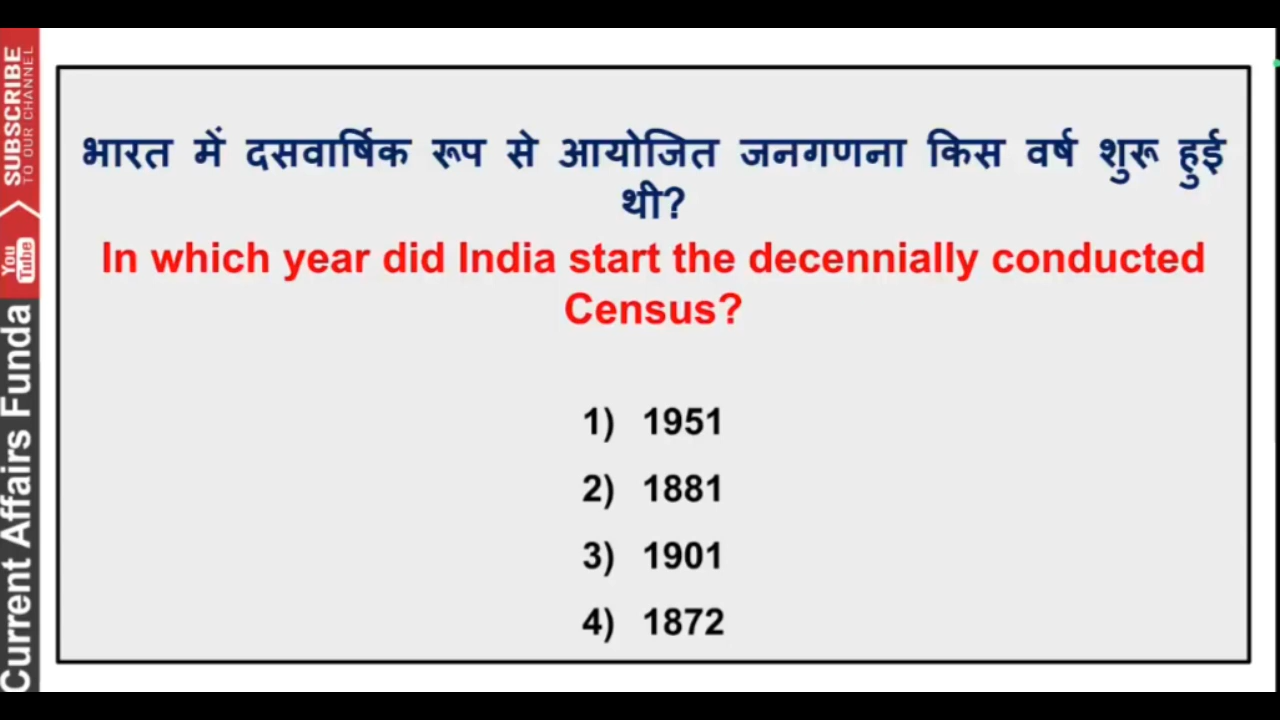 भारत में दसवार्षिक रूप से आयोजित जनगणना किस वर्ष शुरू हुई
थी?
In which year did India start the decennially conducted
Census?
1) 1951
2) 1881
3) 1901
4) 1872
SUBSCRIBE
TO OUR CHANNEL
You
Tube
Current Affairs Funda